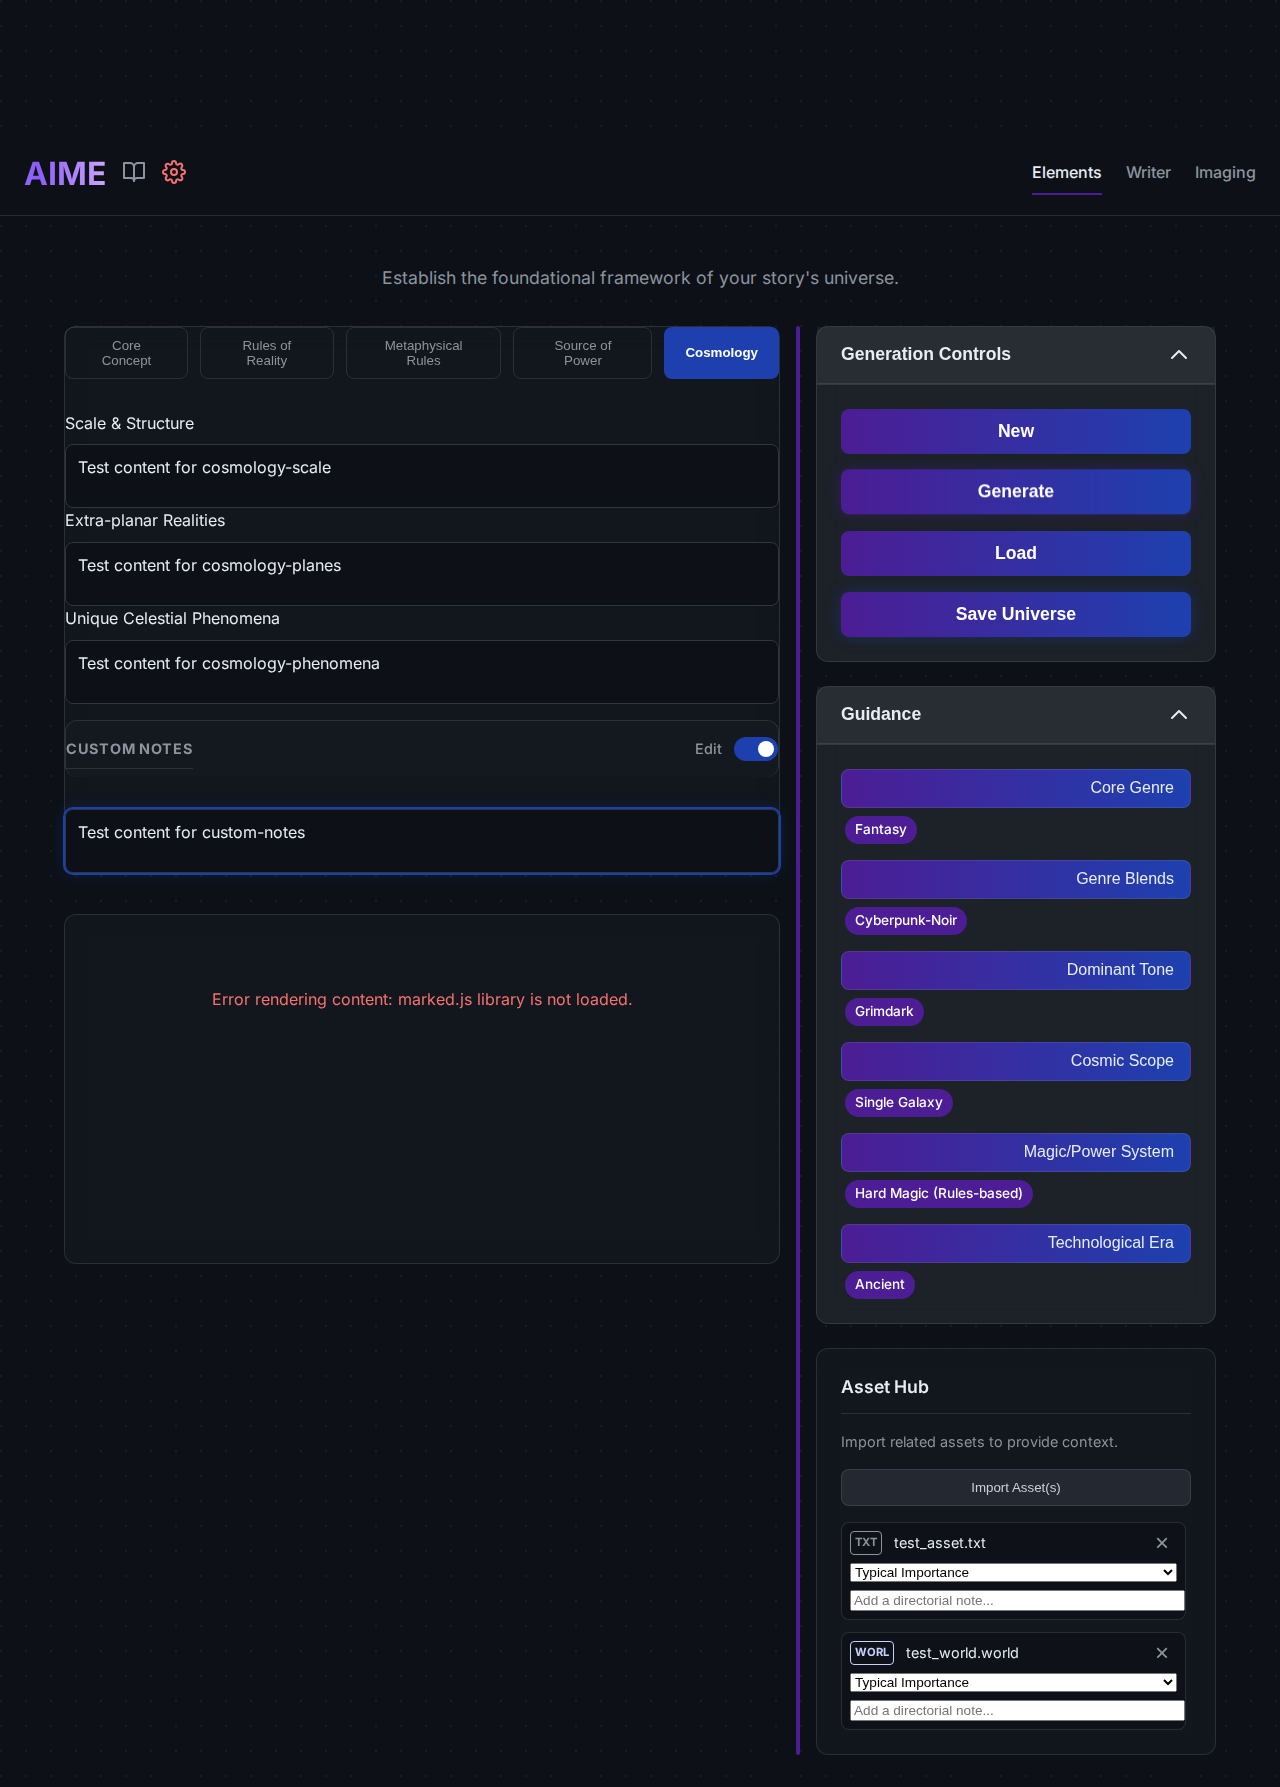 AIME
Elements Writer Imaging
Establish the foundational framework of your story's universe.
Core
Concept
Rules of
Reality
Metaphysical
Rules
Source of
Power
Cosmology
Scale & Structure
Test content for cosmology-scale
Extra-planar Realities
Test content for cosmology-planes
Unique Celestial Phenomena
Test content for cosmology-phenomena
CUSTOM NOTES
Edit
Test content for custom-notes
Error rendering content: marked.js library is not loaded.
Generation Controls
New
Generate
Load
Save Universe
Guidance
Core Genre
Fantasy
Genre Blends
Cyberpunk-Noir
Dominant Tone
Grimdark
Cosmic Scope
Single Galaxy
Magic/Power System
Hard Magic (Rules-based)
Technological Era
Ancient
Asset Hub
Import related assets to provide context.
Import Asset(s)
TXT test_asset.txt
Typical Importance
Add a directorial note...
WORL test_world.world
Typical Importance
Add a directorial note...